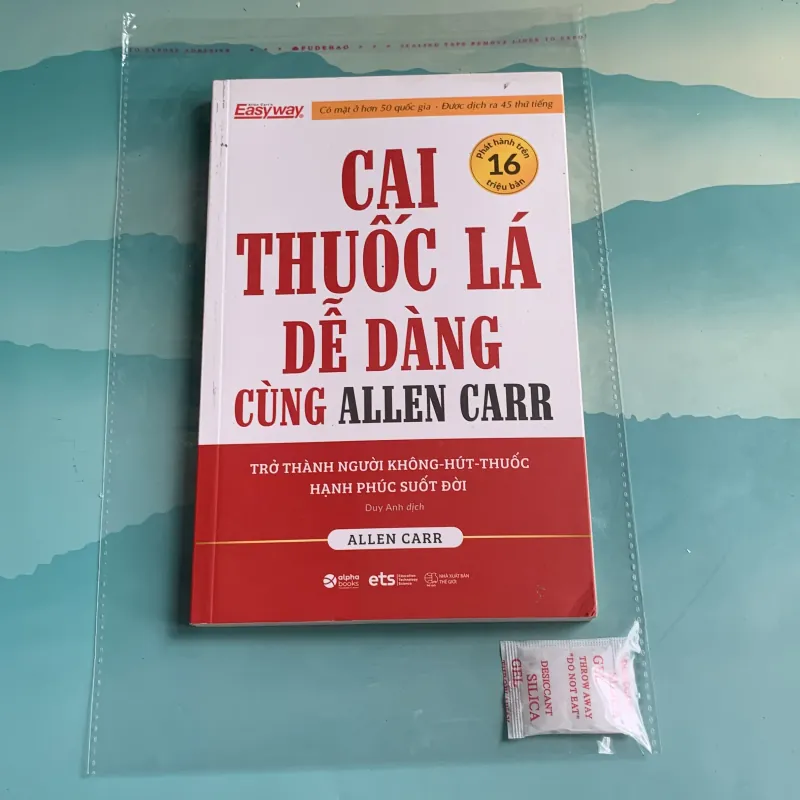 Easyway
Có mặt ở hơn 50 quốc gia - Được dịch ra 45 thứ tiếng
Phát hành trên
16
triệu bản
CAI
THUỐC LÁ
DỄ DÀNG
CÙNG ALLEN CARR
TRỞ THÀNH NGƯỜI KHÔNG-HÚT-THUỐC
HẠNH PHÚC SUỐT ĐỜI
Duy Anh dịch
ALLEN CARR
alpha
books
ets
Education
Technology
Science
NHÀ XUẤT BẢN
THẾ GIỚI
THROW AWAY
"DO NOT EAT"
DESICCANT
SILICA
GEL